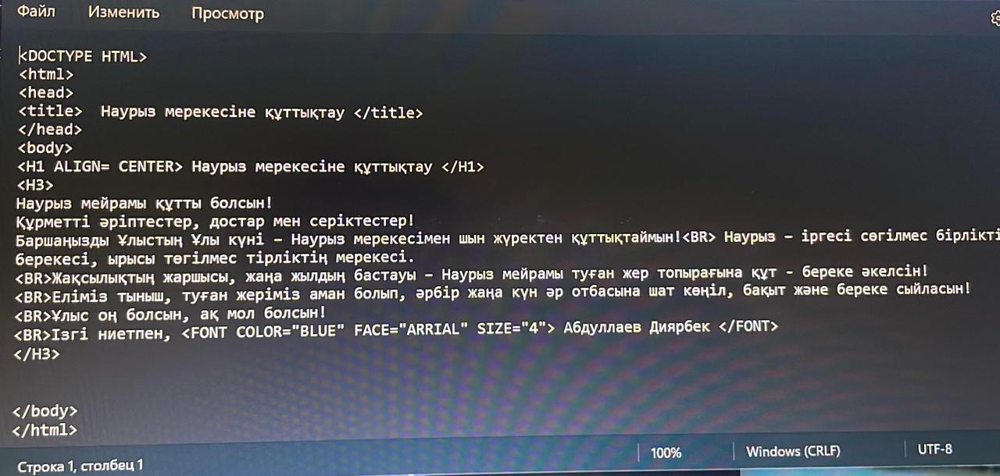 Файл Изменить Просмотр
<DOCTYPE HTML>
<html>
<head>
<title>  Наурыз мерекесіне құттықтау </title>
</head>
<body>
<H1 ALIGN= CENTER> Наурыз мерекесіне құттықтау </H1>
<H3>
Наурыз мейрамы құтты болсын!
Құрметті әріптестер, достар мен серіктестер!
Баршаңызды Ұлыстың Ұлы күні – Наурыз мерекесімен шын жүректен құттықтаймын!<BR> Наурыз – іргесі сөгілмес бірлікті
берекесі, ырысы төгілмес тірліктің мерекесі.
<BR>Жақсылықтың жаршысы, жаңа жылдың бастауы – Наурыз мейрамы туған жер топырағына құт - береке әкелсін!
<BR>Еліміз тыныш, туған жеріміз аман болып, әрбір жаңа күн әр отбасына шат көңіл, бақыт және береке сыйласын!
<BR>Ұлыс оң болсын, ақ мол болсын!
<BR>Ізгі ниетпен, <FONT COLOR="BLUE" FACE="ARRIAL" SIZE="4"> Абдуллаев Диярбек </FONT>
</H3>
</body>
</html>
Строка 1, столбец 1 100% Windows (CRLF) UTF-8